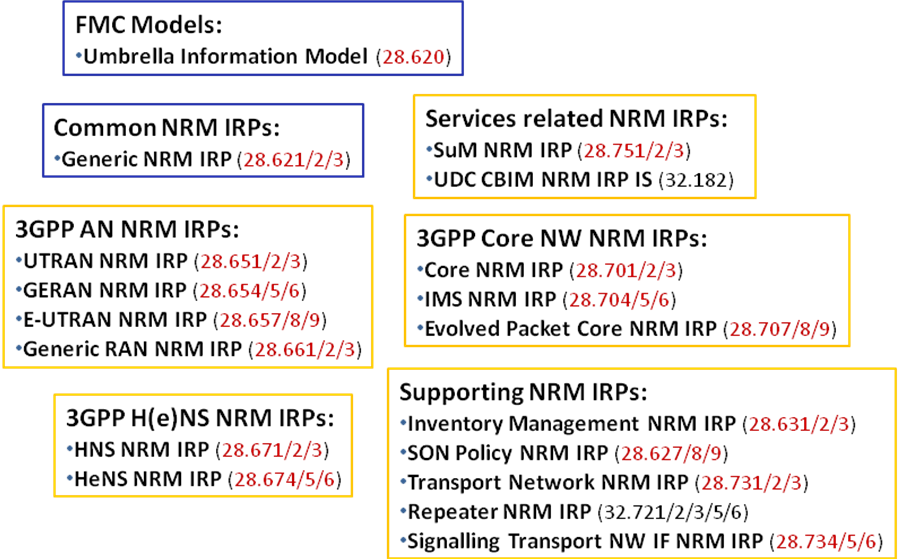 FMC Models:
•Umbrella Information Model (28.620)
Common NRM IRPs:
•Generic NRM IRP (28.621/2/3)
Services related NRM IRPs:
•SuM NRM IRP (28.751/2/3)
•UDC CBIM NRM IRP IS (32.182)
3GPP AN NRM IRPs:
•UTRAN NRM IRP (28.651/2/3)
•GERAN NRM IRP (28.654/5/6)
•E-UTRAN NRM IRP (28.657/8/9)
•Generic RAN NRM IRP (28.661/2/3)
3GPP Core NW NRM IRPs:
•Core NRM IRP (28.701/2/3)
•IMS NRM IRP (28.704/5/6)
•Evolved Packet Core NRM IRP (28.707/8/9)
3GPP H(e)NS NRM IRPs:
•HNS NRM IRP (28.671/2/3)
•HeNS NRM IRP (28.674/5/6)
Supporting NRM IRPs:
•Inventory Management NRM IRP (28.631/2/3)
•SON Policy NRM IRP (28.627/8/9)
•Transport Network NRM IRP (28.731/2/3)
•Repeater NRM IRP (32.721/2/3/5/6)
•Signalling Transport NW IF NRM IRP (28.734/5/6)